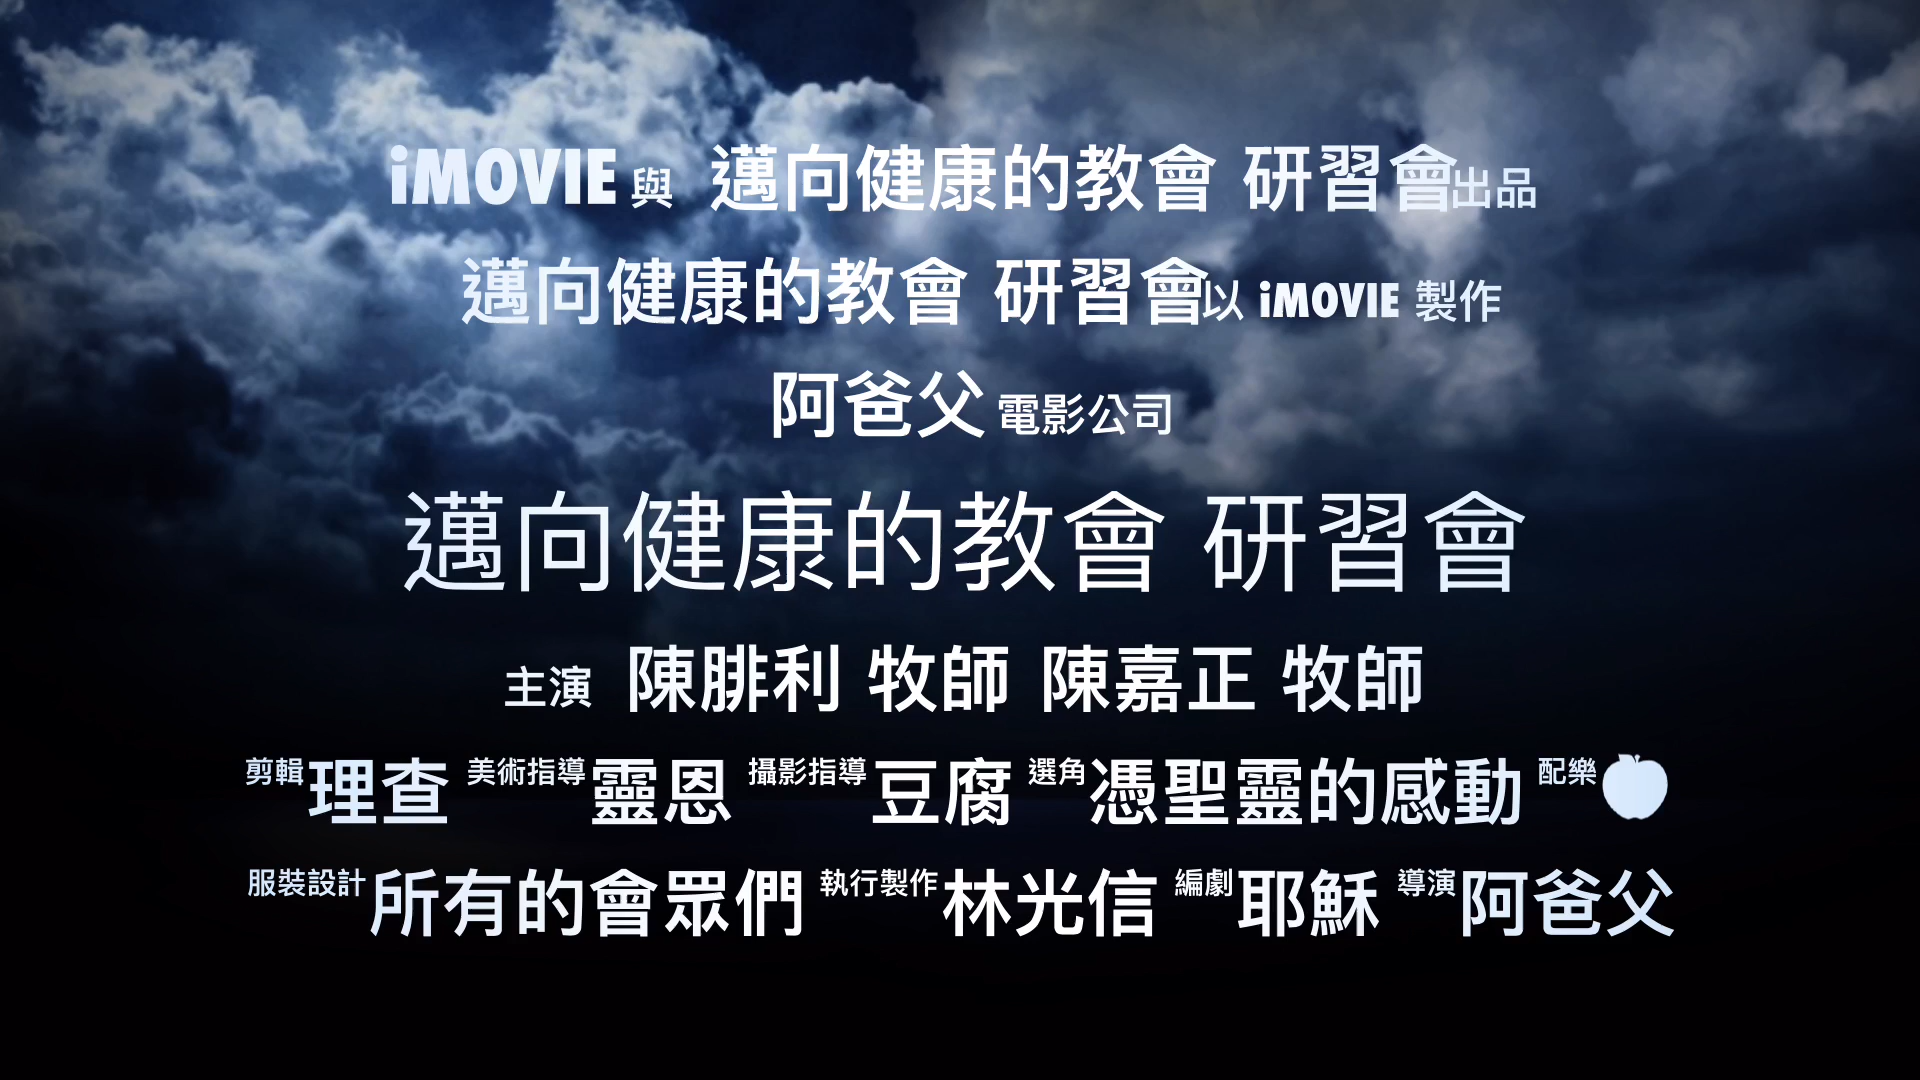 iMOVIE 與 邁向健康的教會 研習會出品
邁向健康的教會 研習會以 iMOVIE 製作
阿爸父 電影公司
邁向健康的教會 研習會
主演 陳腓利 牧師 陳嘉正 牧師
剪輯 理查 美術指導 靈恩 攝影指導 豆腐 選角 憑聖靈的感動 配樂
服裝設計 所有的會眾們 執行製作 林光信 編劇 耶穌 導演 阿爸父